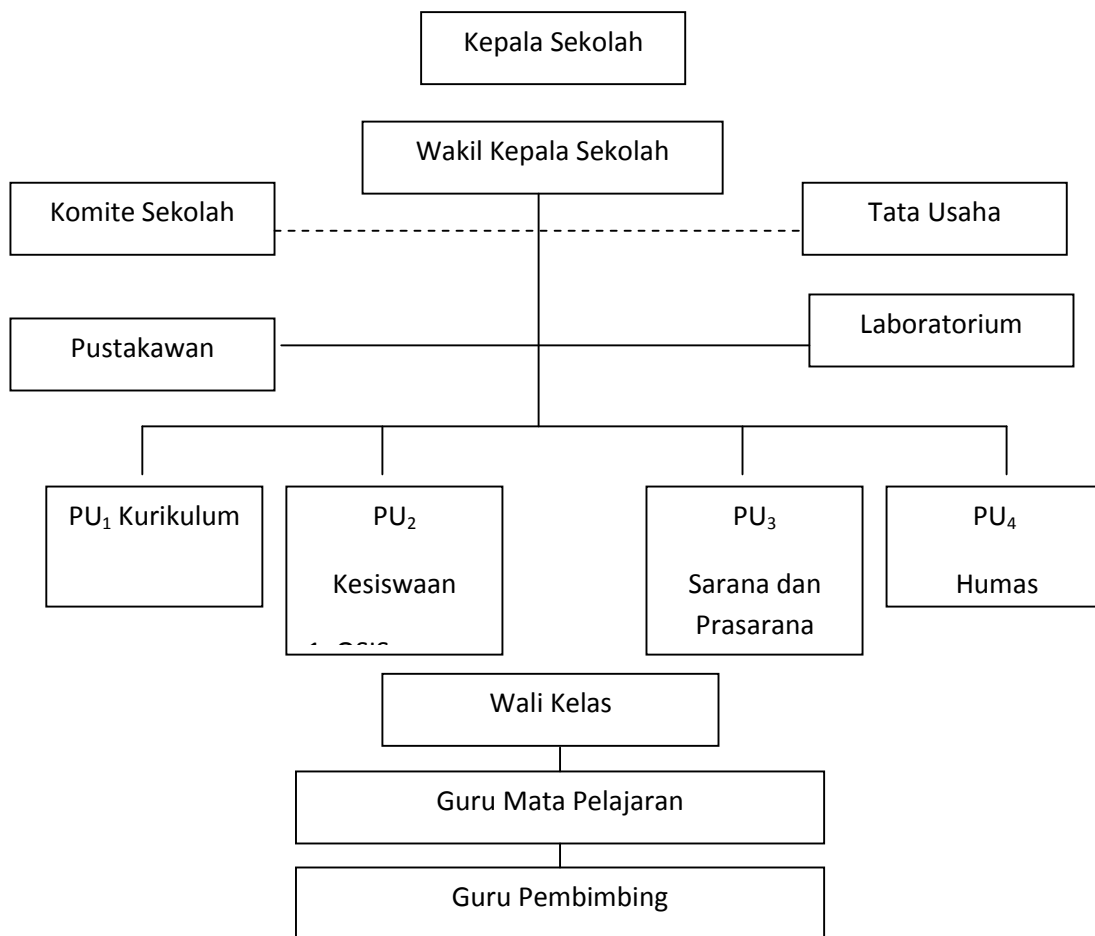 Kepala Sekolah
Wakil Kepala Sekolah
Komite Sekolah
Tata Usaha
Pustakawan
Laboratorium
PU₁ Kurikulum
PU₂
Kesiswaan
PU₃
Sarana dan
Prasarana
PU₄
Humas
Wali Kelas
Guru Mata Pelajaran
Guru Pembimbing